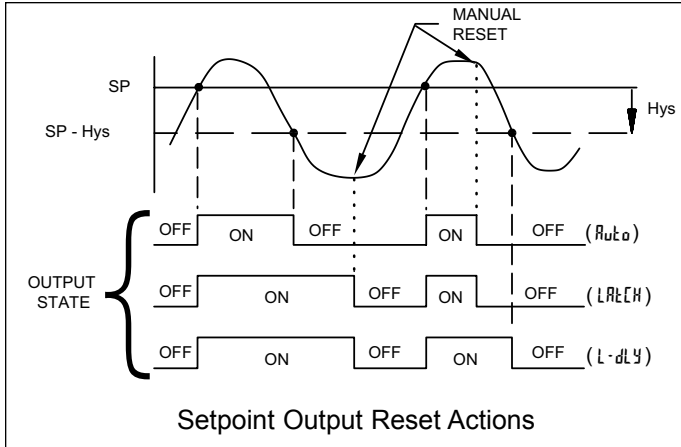 MANUAL
RESET
SP
SP - Hys
Hys
OFF ON OFF ON OFF (Auto)
OUTPUT
STATE
OFF ON OFF ON OFF (LAtCH)
OFF ON OFF ON OFF (L-dLY)
Setpoint Output Reset Actions